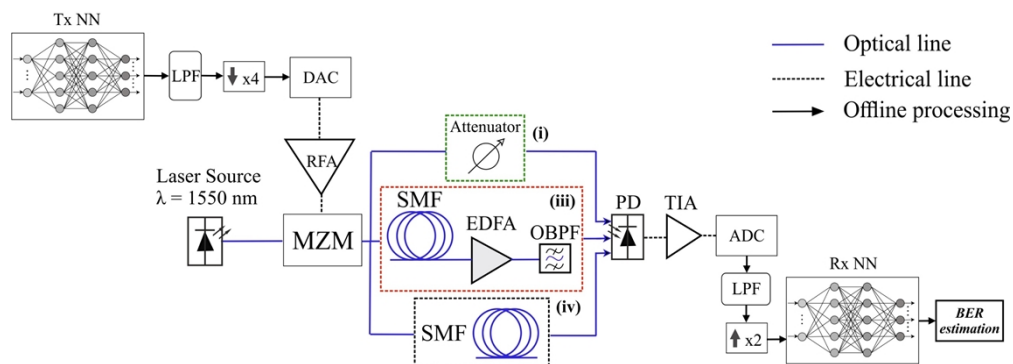 Tx NN
LPF
x4
DAC
RFA
Laser Source
λ = 1550 nm
MZM
Attenuator
(i)
SMF
(iii)
EDFA
OBPF
SMF
(iv)
PD
TIA
ADC
LPF
x2
Rx NN
BER
estimation
Optical line
Electrical line
Offline processing